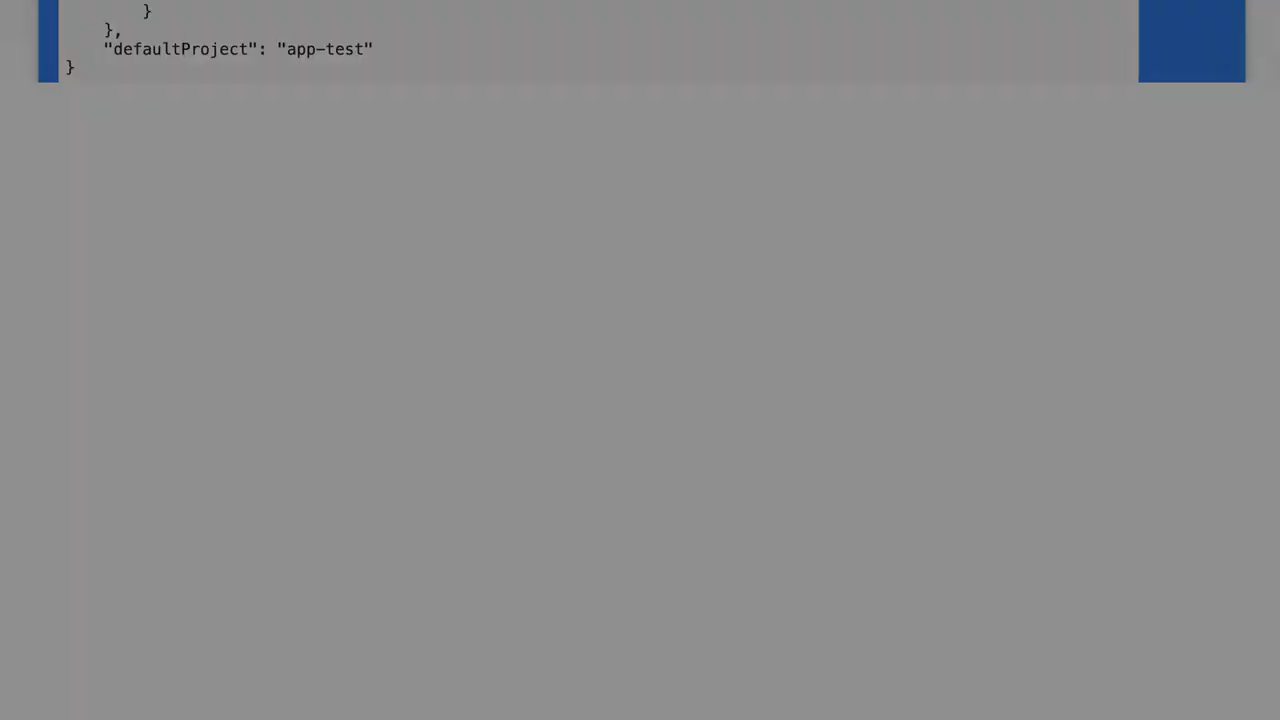 }
    },
    "defaultProject": "app-test"
}